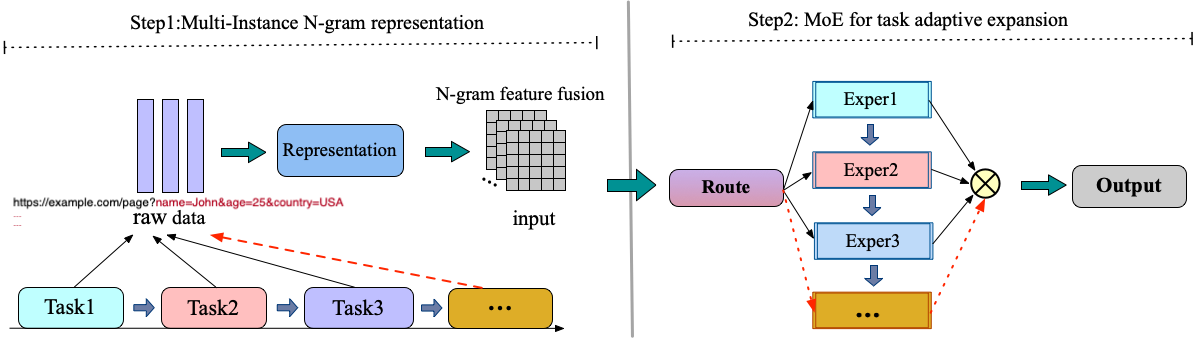 Step1:Multi-Instance N-gram representation
Step2: MoE for task adaptive expansion
N-gram feature fusion
Representation
...
https://example.com/page?name=John&age=25&country=USA
...
...
raw data
input
Task1
Task2
Task3
...
Route
Exper1
Exper2
Exper3
...
Output